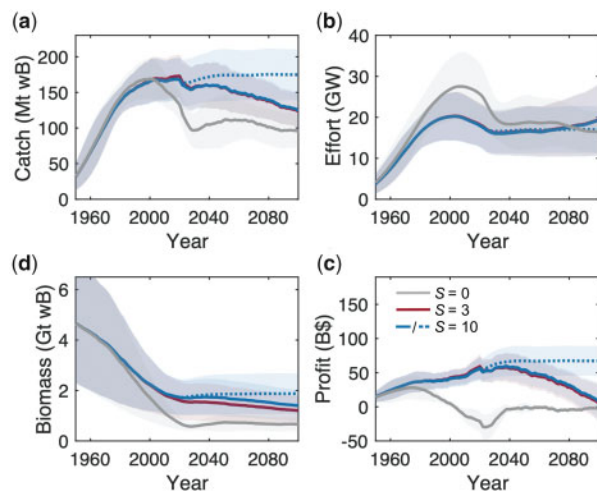 (a)
200
150
100
50
0
Catch (Mt wB)
1960 2000 2040 2080
Year
(b)
40
30
20
10
0
Effort (GW)
1960 2000 2040 2080
Year
(d)
6
4
2
0
Biomass (Gt wB)
1960 2000 2040 2080
Year
(c)
150
100
50
0
-50
Profit (B$)
S = 0
S = 3
/ S = 10
1960 2000 2040 2080
Year